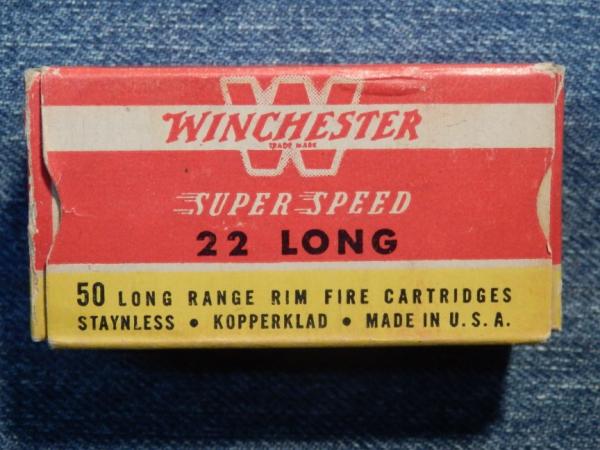 W
WINCHESTER
TRADE MARK
SUPER SPEED
22 LONG
50 LONG RANGE RIM FIRE CARTRIDGES
STAYNLESS • KOPPERKLAD • MADE IN U.S.A.